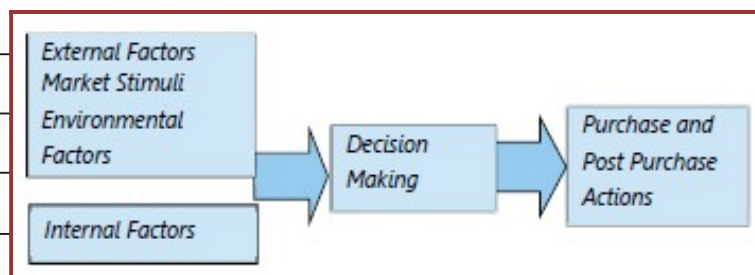 External Factors
Market Stimuli
Environmental
Factors
Internal Factors
Decision
Making
Purchase and
Post Purchase
Actions